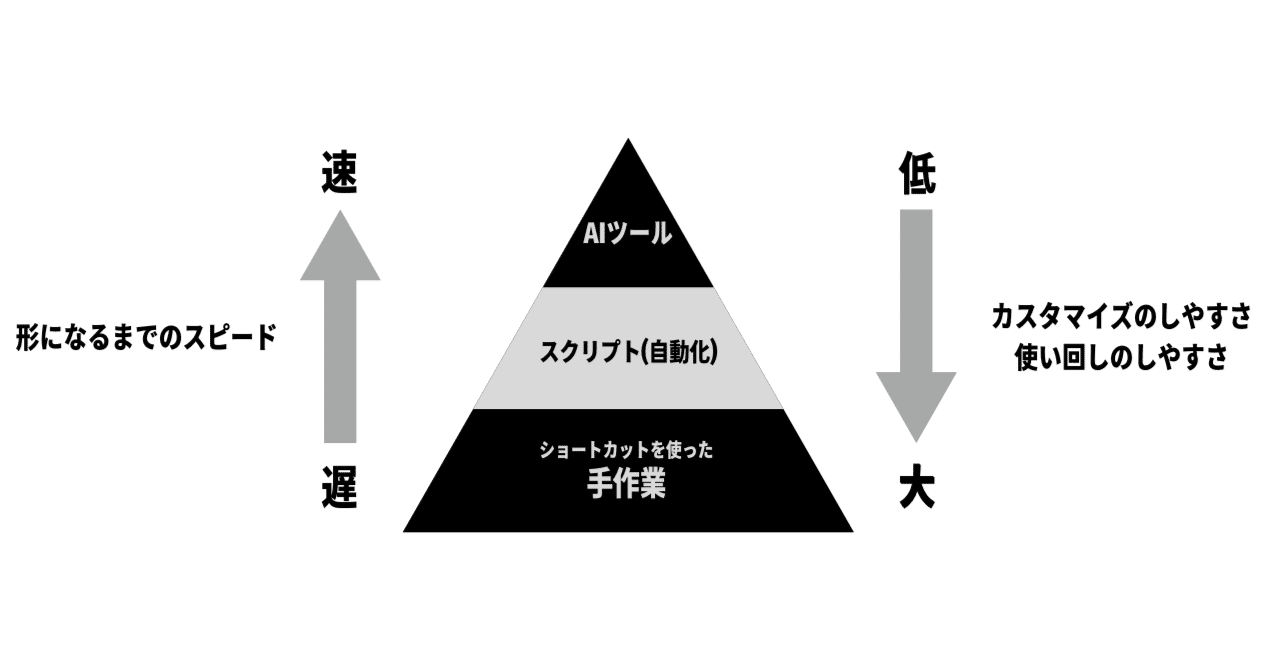 速
低
AIツール
形になるまでのスピード
スクリプト(自動化)
カスタマイズのしやすさ
使い回しのしやすさ
ショートカットを使った
手作業
遅
大